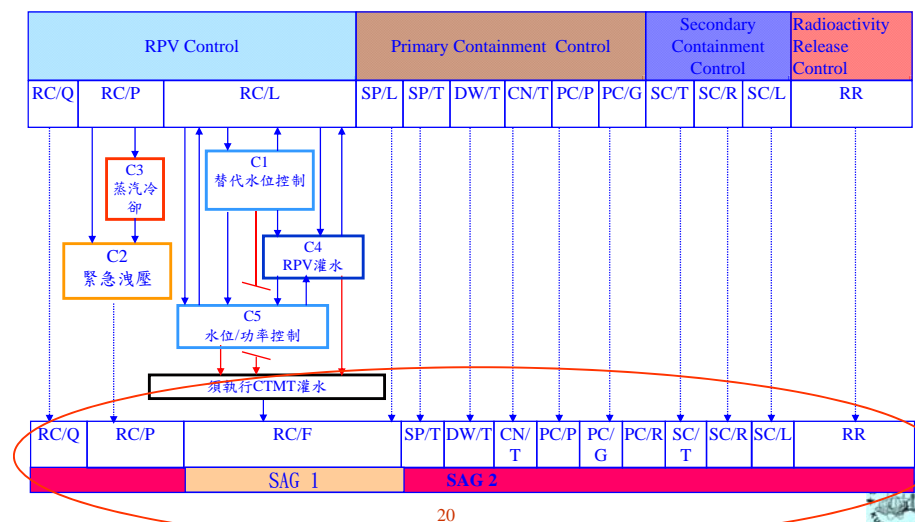 RPV Control
Primary Containment Control
Secondary
Containment
Control
Radioactivity
Release
Control
RC/Q
RC/P
RC/L
SP/L
SP/T
DW/T
CN/T
PC/P
PC/G
SC/T
SC/R
SC/L
RR
C1
替代水位控制
C3
蒸汽冷
卻
C4
RPV灌水
C2
緊急洩壓
C5
水位/功率控制
須執行CTMT灌水
RC/Q
RC/P
RC/F
SP/T
DW/T
CN/
T
PC/P
PC/
G
PC/R
SC/
T
SC/R
SC/L
RR
SAG 1
SAG 2
20